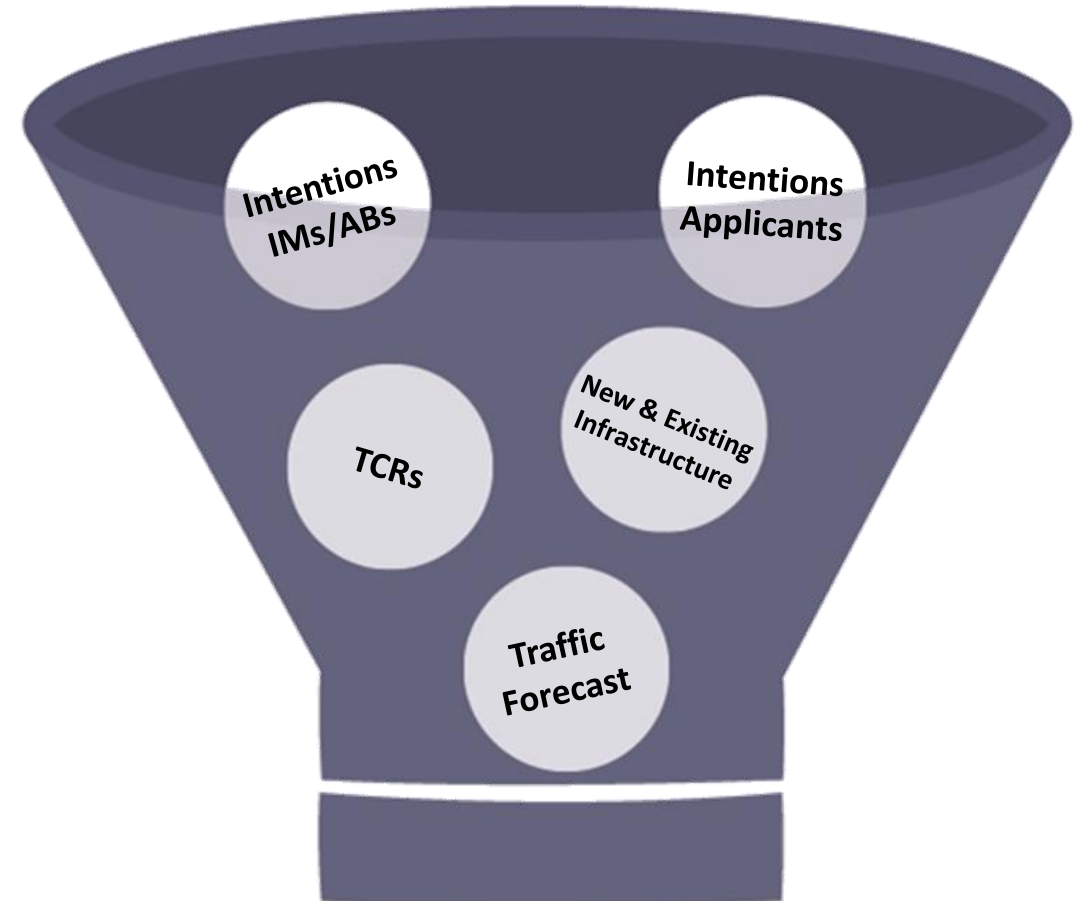 Intentions
IMs/ABs
Intentions
Applicants
New & Existing
Infrastructure
TCRs
Traffic
Forecast